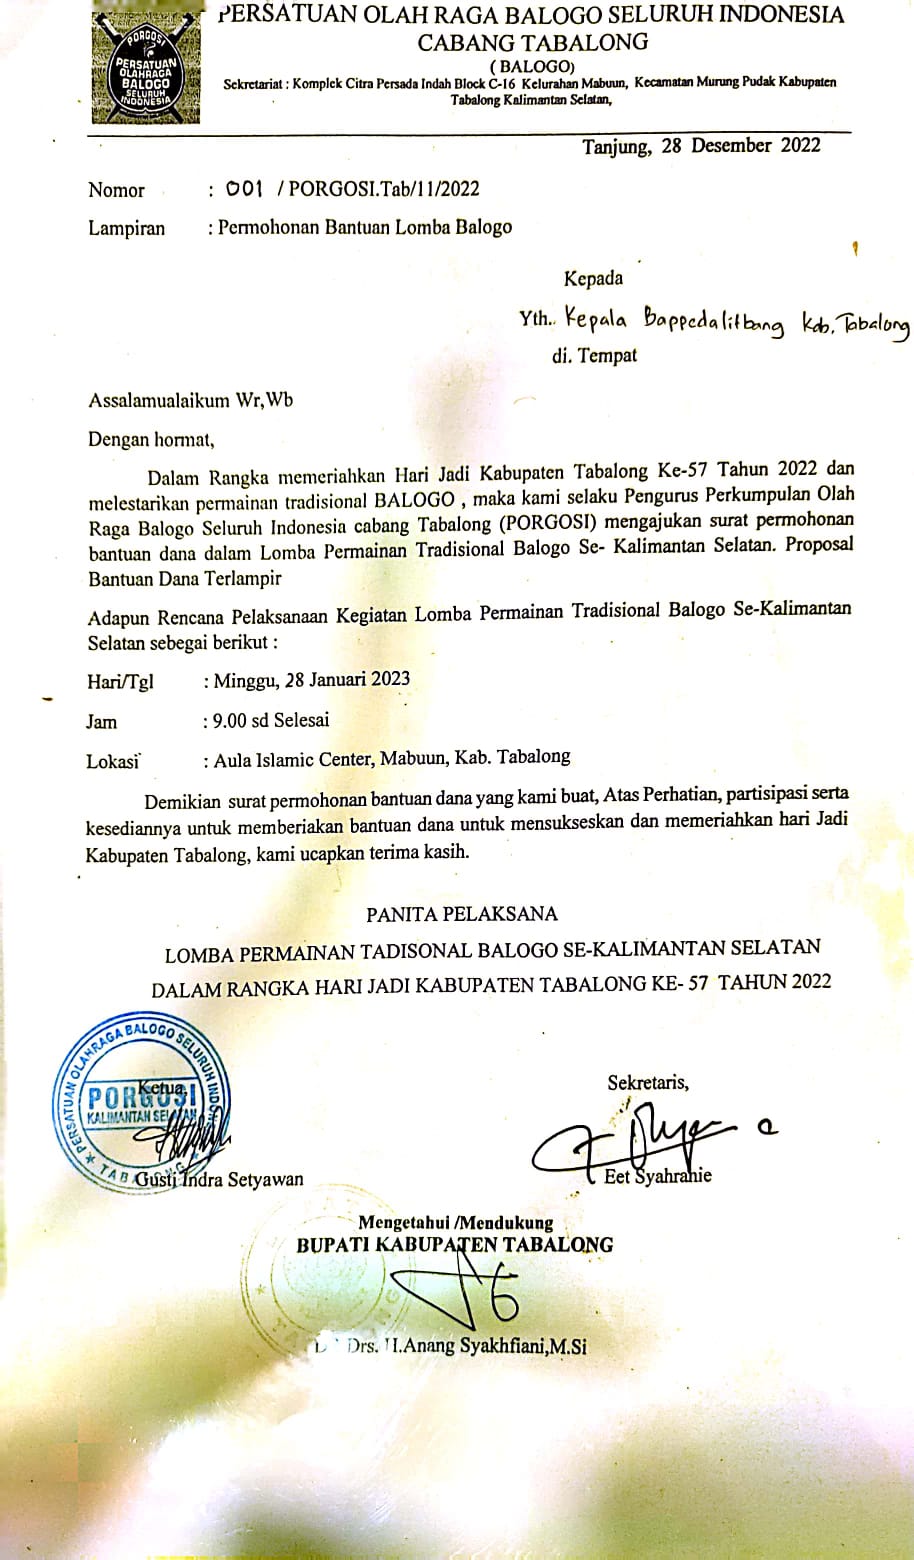 PORGOSI
PERSATUAN
OLAHRAGA
BALOGO
SELURUH
INDONESIA
PERSATUAN OLAH RAGA BALOGO SELURUH INDONESIA
CABANG TABALONG
( BALOGO)
Sekretariat : Komplek Citra Persada Indah Block C-16 Kelurahan Mabuun, Kecamatan Murung Pudak Kabupaten
Tabalong Kalimantan Selatan,
Tanjung, 28 Desember 2022
Nomor : 001 / PORGOSI.Tab/11/2022
Lampiran : Permohonan Bantuan Lomba Balogo
Kepada
Yth.. Kepala Bappedalitbang Kab. Tabalong
di. Tempat
Assalamualaikum Wr,Wb
Dengan hormat,
Dalam Rangka memeriahkan Hari Jadi Kabupaten Tabalong Ke-57 Tahun 2022 dan
melestarikan permainan tradisional BALOGO , maka kami selaku Pengurus Perkumpulan Olah
Raga Balogo Seluruh Indonesia cabang Tabalong (PORGOSI) mengajukan surat permohonan
bantuan dana dalam Lomba Permainan Tradisional Balogo Se- Kalimantan Selatan. Proposal
Bantuan Dana Terlampir
Adapun Rencana Pelaksanaan Kegiatan Lomba Permainan Tradisional Balogo Se-Kalimantan
Selatan sebegai berikut :
Hari/Tgl : Minggu, 28 Januari 2023
Jam : 9.00 sd Selesai
Lokasi : Aula Islamic Center, Mabuun, Kab. Tabalong
Demikian surat permohonan bantuan dana yang kami buat, Atas Perhatian, partisipasi serta
kesediannya untuk memberiakan bantuan dana untuk mensukseskan dan memeriahkan hari Jadi
Kabupaten Tabalong, kami ucapkan terima kasih.
PANITA PELAKSANA
LOMBA PERMAINAN TADISONAL BALOGO SE-KALIMANTAN SELATAN
DALAM RANGKA HARI JADI KABUPATEN TABALONG KE- 57 TAHUN 2022
PERSATUAN OLAHRAGA BALOGO SELURUH INDO
PORGOSI
KALIMANTAN SELATAN
TABALONG
Ketua
Gusti Indra Setyawan
Sekretaris,
Eet Syahranie
Mengetahui /Mendukung
BUPATI KABUPATEN TABALONG
Drs. H.Anang Syakhfiani,M.Si